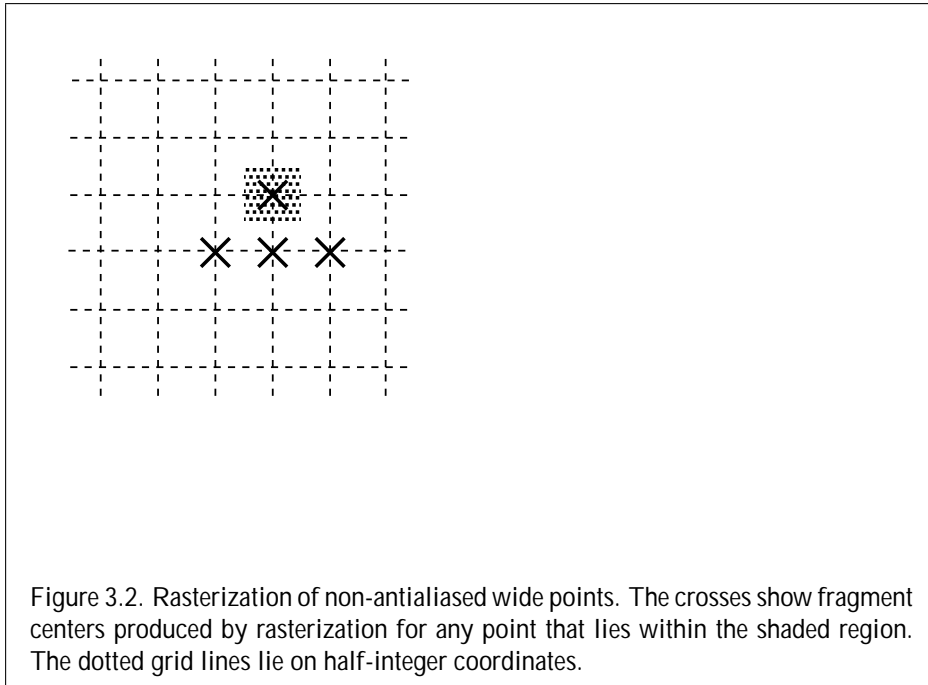 Figure 3.2. Rasterization of non-antialiased wide points. The crosses show fragment
centers produced by rasterization for any point that lies within the shaded region.
The dotted grid lines lie on half-integer coordinates.